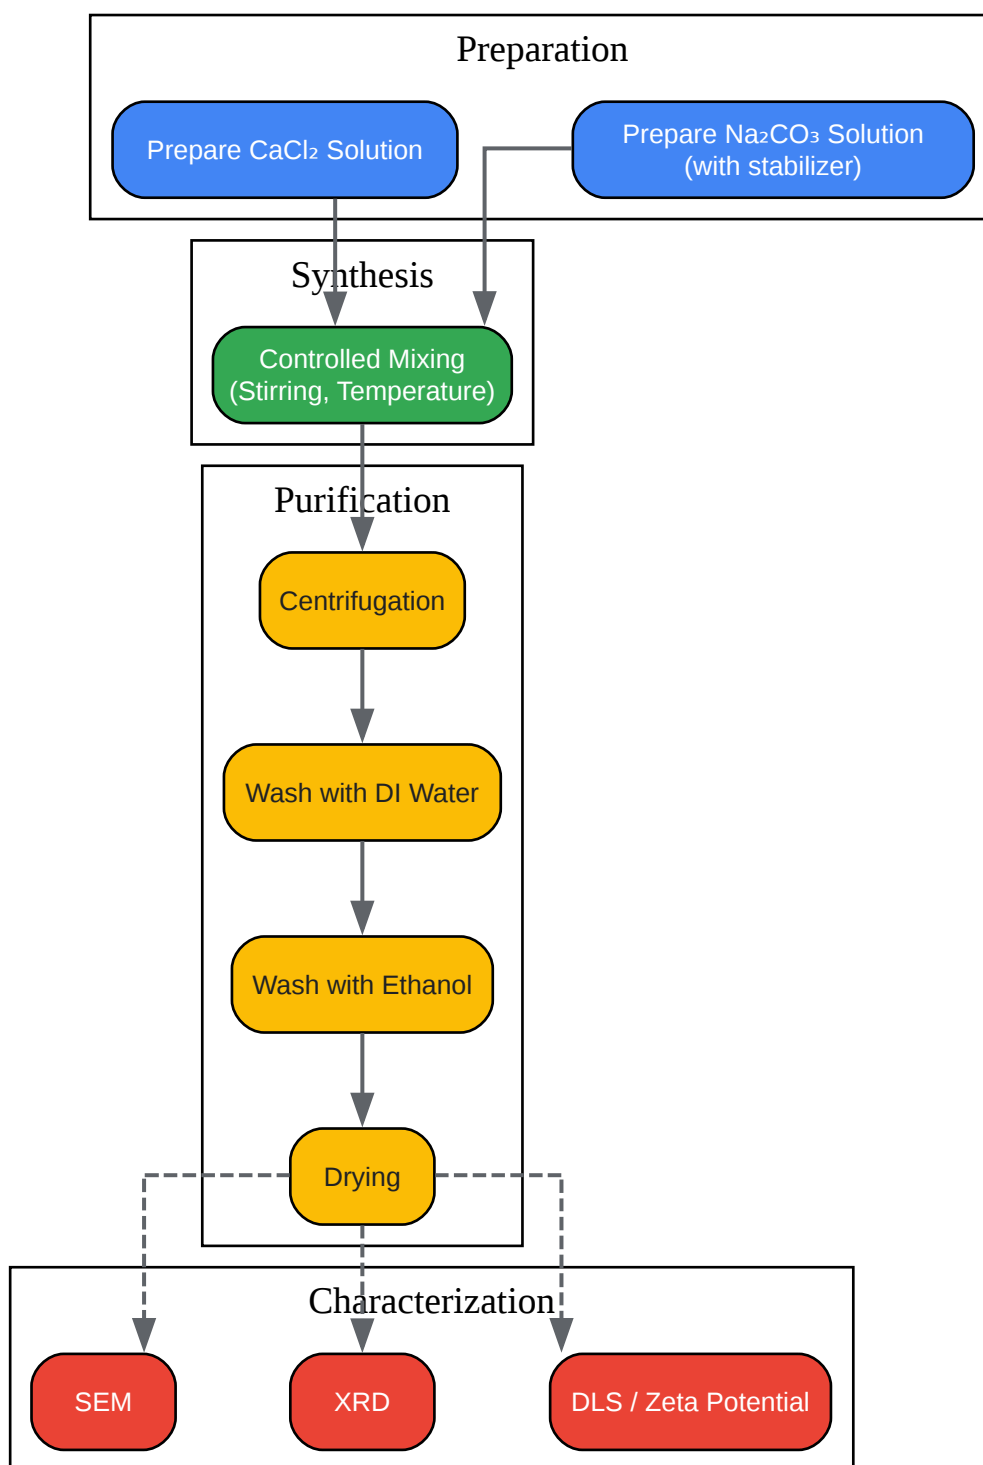 Preparation
Prepare CaCl₂ Solution
Prepare Na₂CO₃ Solution
(with stabilizer)
Synthesis
Controlled Mixing
(Stirring, Temperature)
Purification
Centrifugation
Wash with DI Water
Wash with Ethanol
Drying
Characterization
SEM
XRD
DLS / Zeta Potential